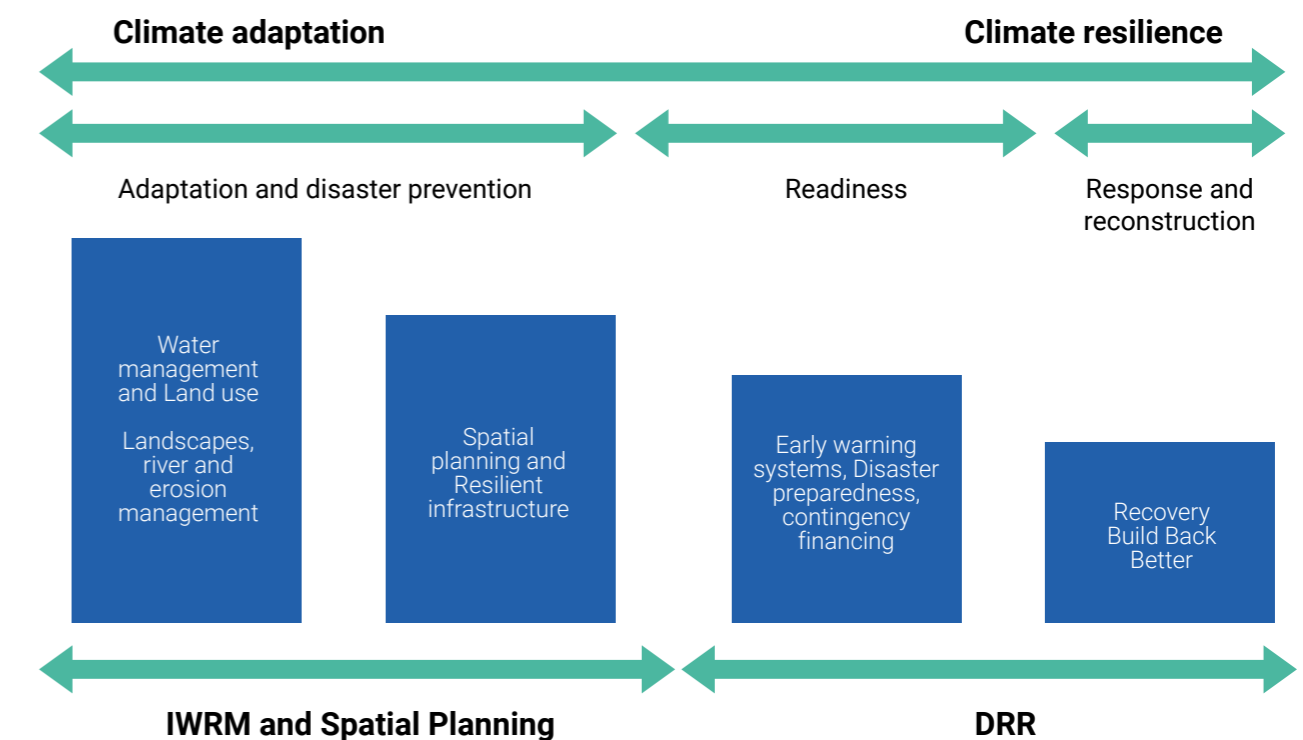 Climate adaptation
Climate resilience
Adaptation and disaster prevention
Readiness
Response and
reconstruction
Water
management
and Land use
Landscapes,
river and
erosion
management
Spatial
planning and
Resilient
infrastructure
Early warning
systems, Disaster
preparedness,
contingency
financing
Recovery
Build Back
Better
IWRM and Spatial Planning
DRR